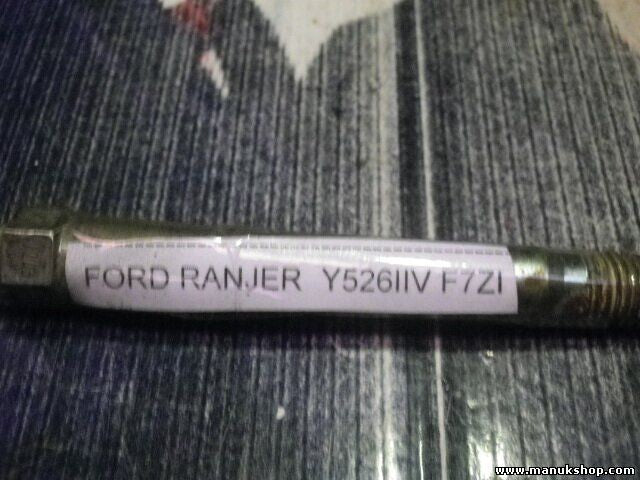 FORD RANJER Y526IIV F7ZI
www.manukshop.com